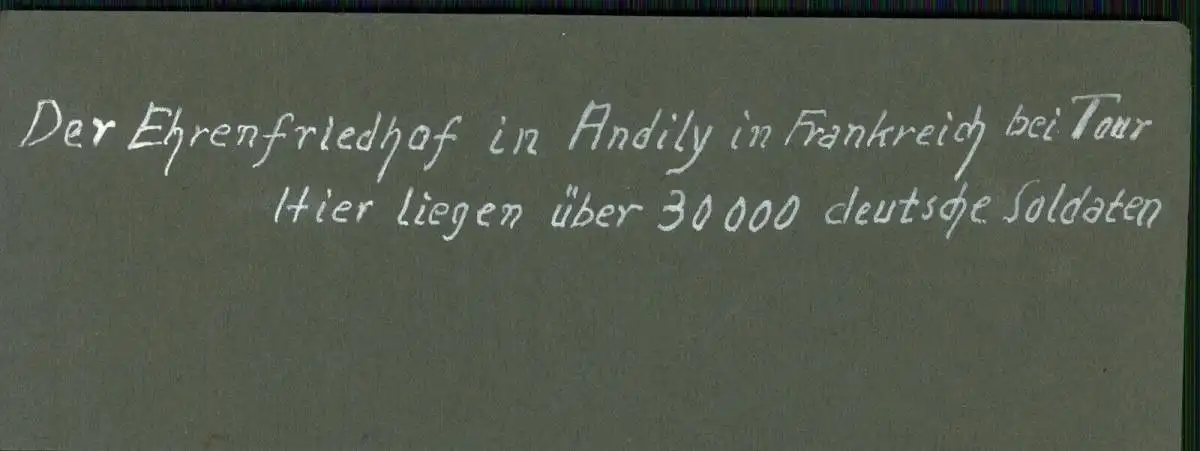 Der Ehrenfriedhof in Andily in Frankreich bei Tour
Hier liegen über 30 000 deutsche Soldaten